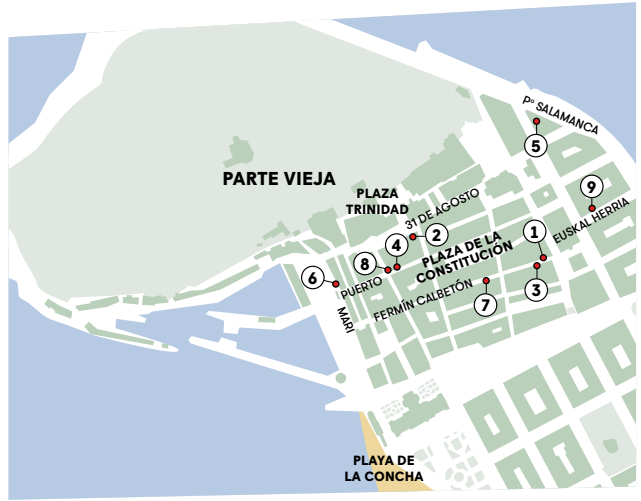 Pº SALAMANCA
5
PARTE VIEJA
PLAZA
TRINIDAD
9
31 DE AGOSTO
2
1
EUSKAL HERRIA
4
PLAZA DE LA
CONSTITUCIÓN
8
6
PUERTO
3
7
FERMÍN CALBETÓN
MARI
PLAYA DE
LA CONCHA